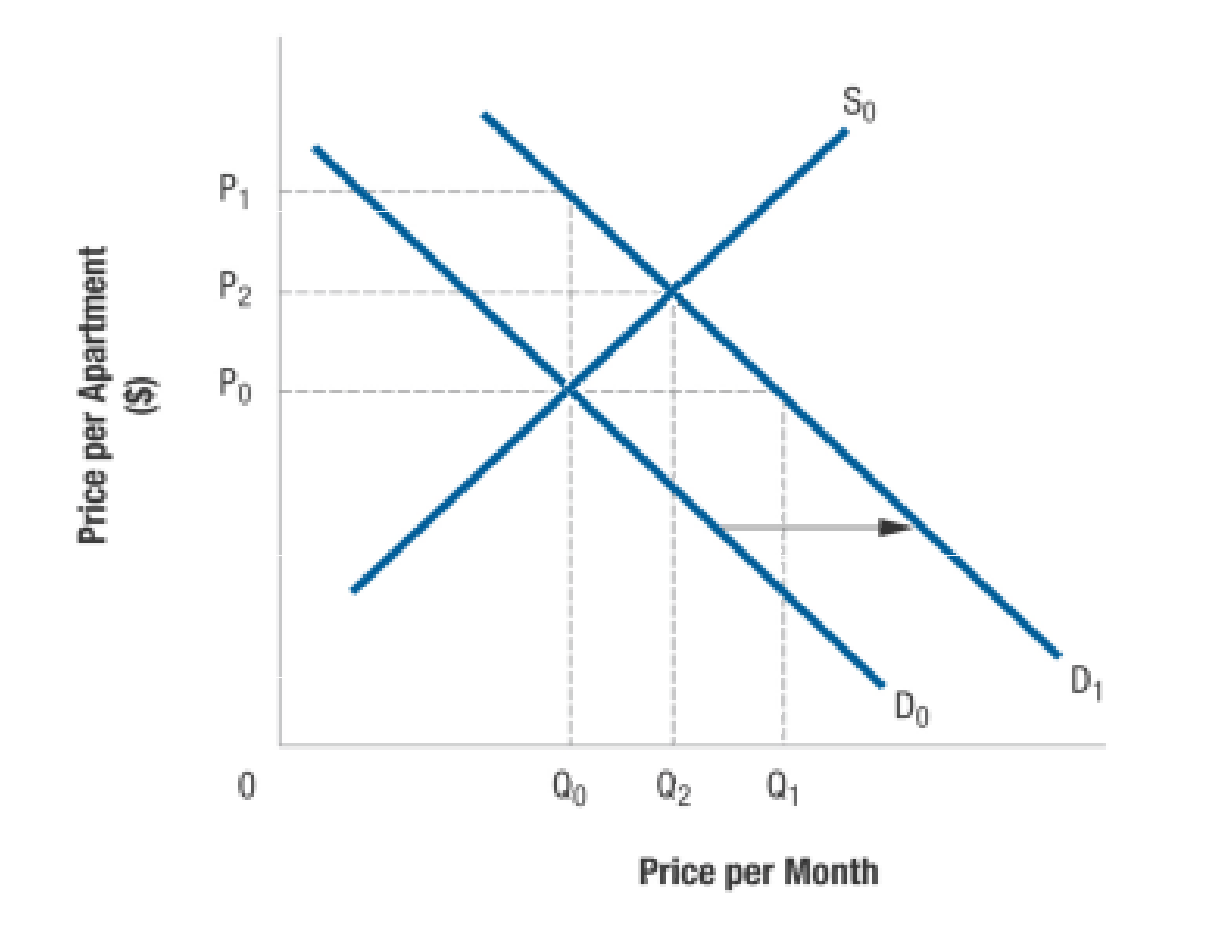 S0
P1
P2
P0
Price per Apartment
($)
D1
D0
0
Q0
Q2
Q1
Price per Month